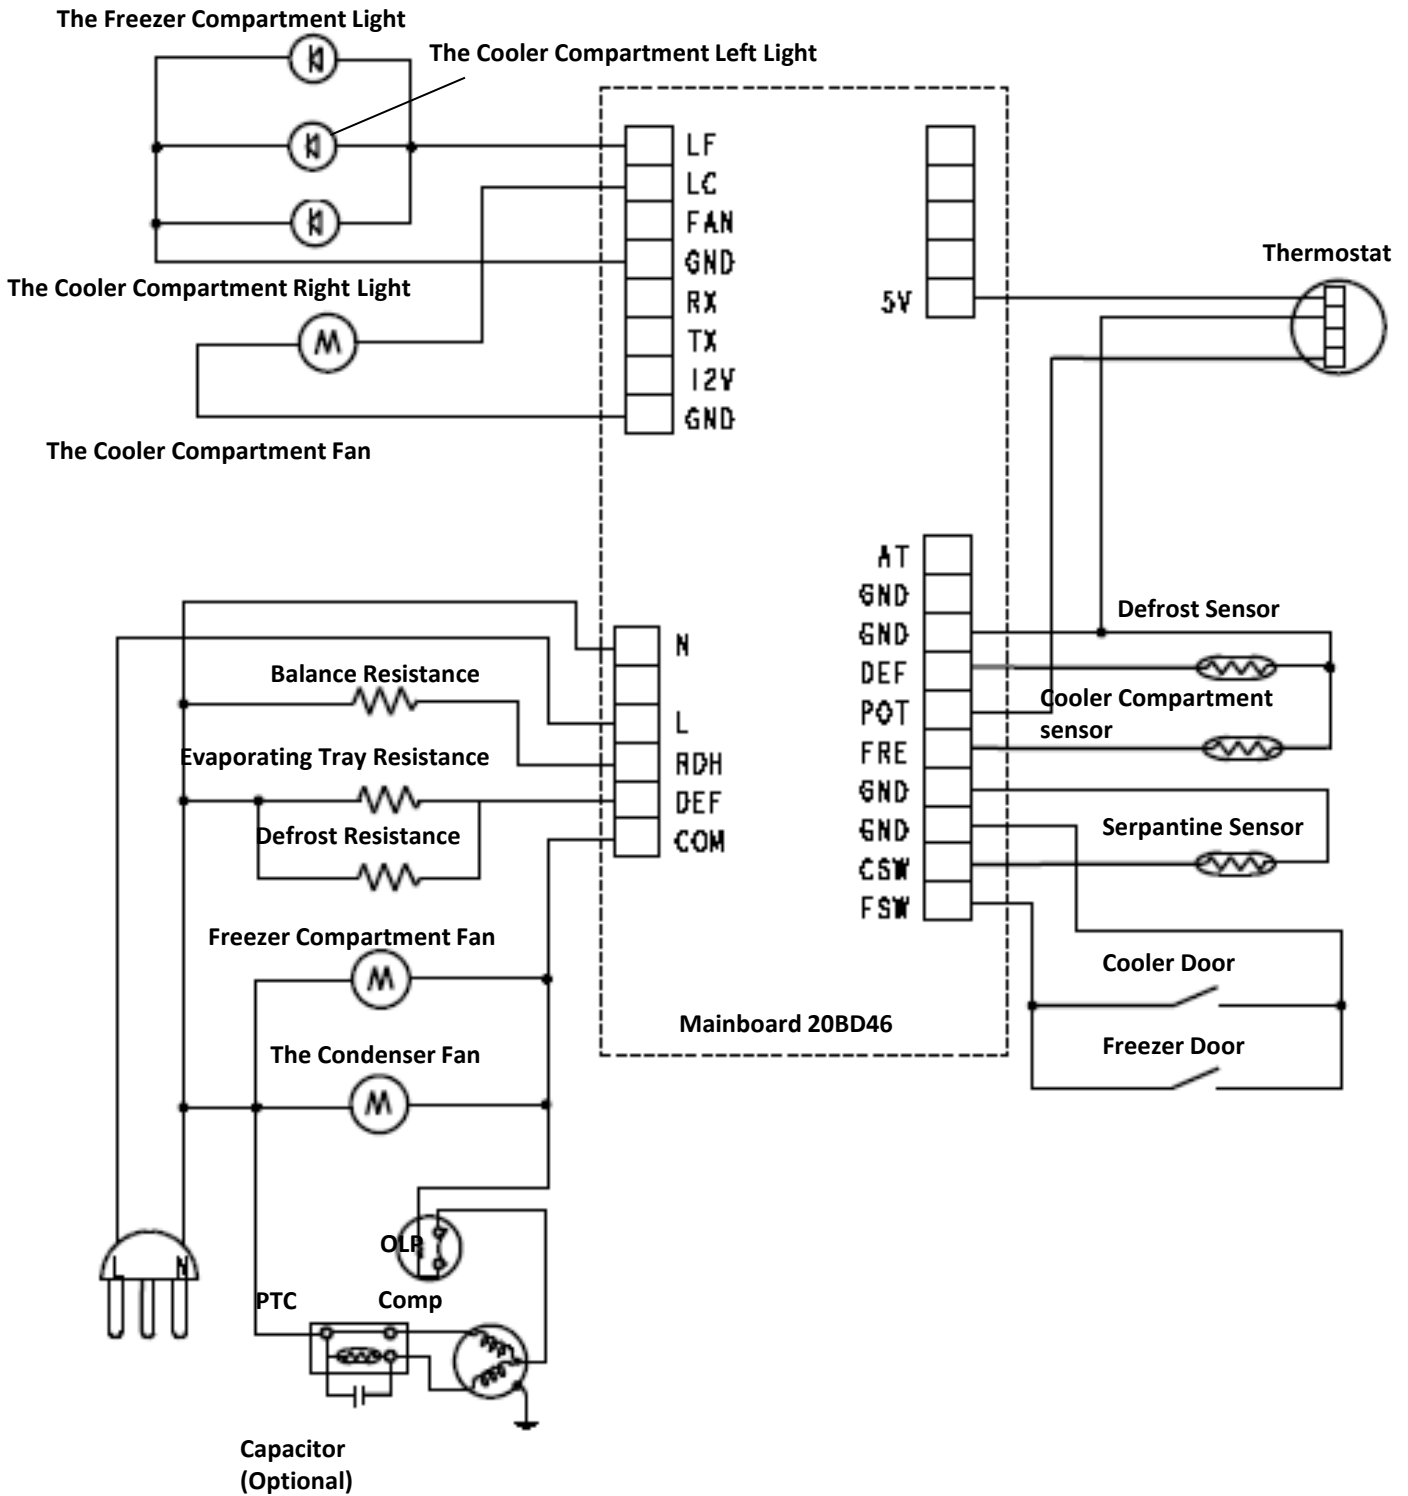 The Freezer Compartment Light
The Cooler Compartment Left Light
LF
LC
FAN
GND
RX
TX
12V
GND
5V
Thermostat
The Cooler Compartment Right Light
M
The Cooler Compartment Fan
AT
GND
GND
DEF
POT
FRE
GND
GND
CSW
FSW
Defrost Sensor
Cooler Compartment
sensor
Serpantine Sensor
Cooler Door
Freezer Door
N
L
RDH
DEF
COM
Balance Resistance
Evaporating Tray Resistance
Defrost Resistance
Freezer Compartment Fan
M
The Condenser Fan
M
Mainboard 20BD46
L
N
OLP
PTC
Comp
Capacitor
(Optional)